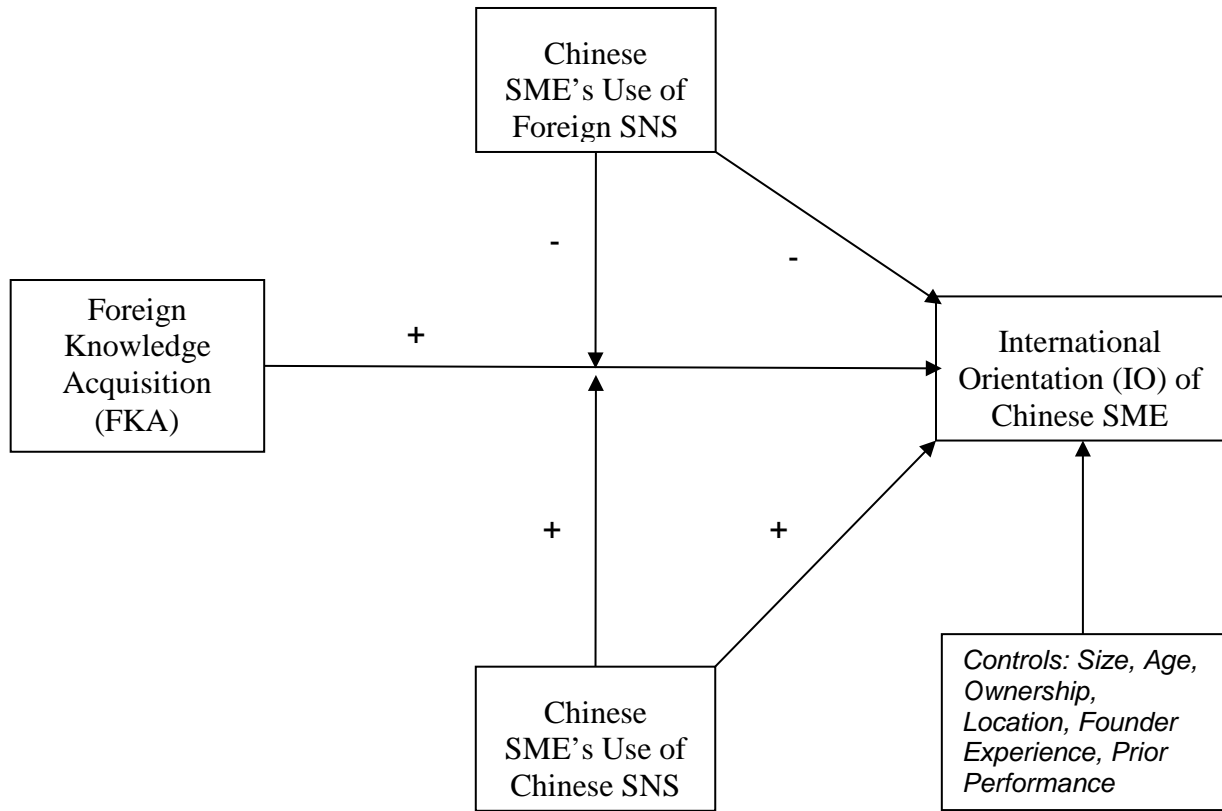 Chinese
SME's Use of
Foreign SNS
-
-
Foreign
Knowledge
Acquisition
(FKA)
+
International
Orientation (IO) of
Chinese SME
+
+
Chinese
SME's Use of
Chinese SNS
Controls: Size, Age,
Ownership,
Location, Founder
Experience, Prior
Performance